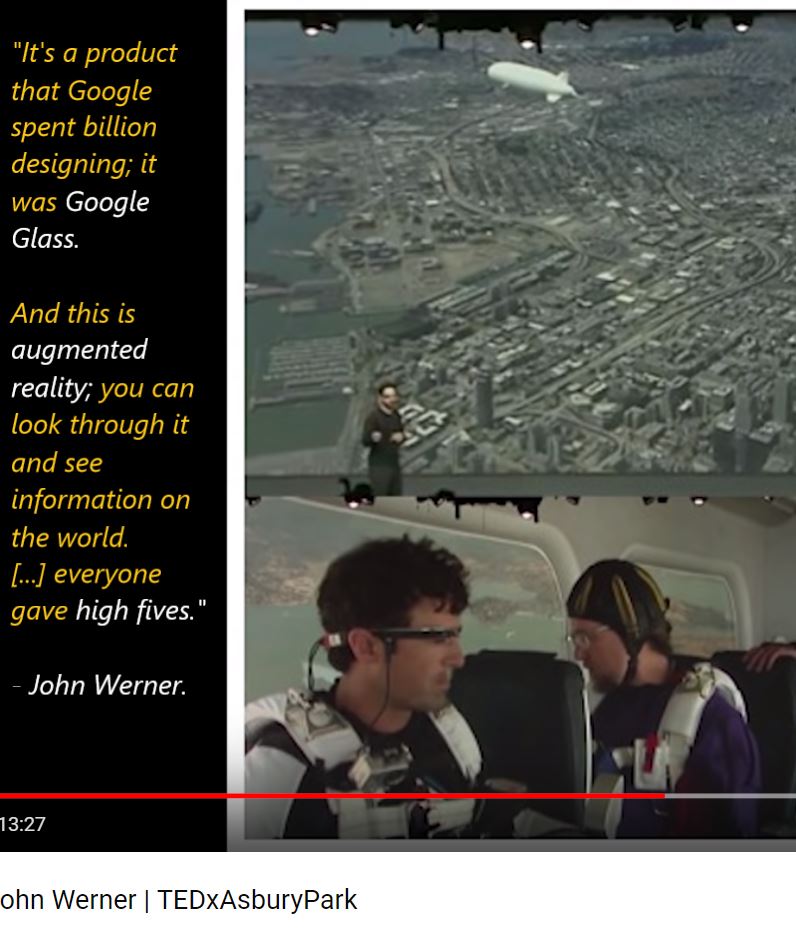 "It's a product
that Google
spent billion
designing; it
was Google
Glass.
And this is
augmented
reality; you can
look through it
and see
information on
the world.
[...] everyone
gave high fives."
- John Werner.
13:27
ohn Werner | TEDxAsburyPark